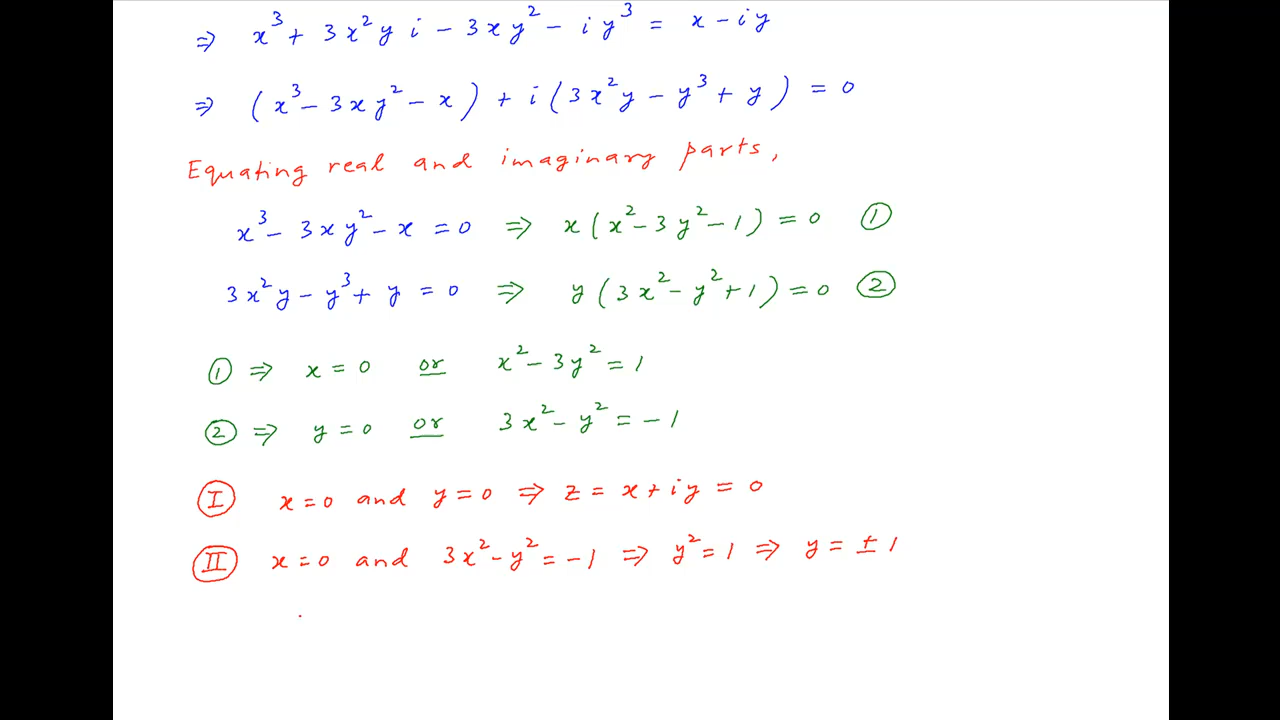 ⇒ x³ + 3x²y i − 3xy² − iy³ = x − iy
⇒ (x³ − 3xy² − x) + i(3x²y − y³ + y) = 0
Equating real and imaginary parts,
x³ − 3xy² − x = 0 ⇒ x(x² − 3y² − 1) = 0 ①
3x²y − y³ + y = 0 ⇒ y(3x² − y² + 1) = 0 ②
① ⇒ x = 0 or x² − 3y² = 1
② ⇒ y = 0 or 3x² − y² = −1
Ⅰ x = 0 and y = 0 ⇒ z = x + iy = 0
Ⅱ x = 0 and 3x² − y² = −1 ⇒ y² = 1 ⇒ y = ± 1